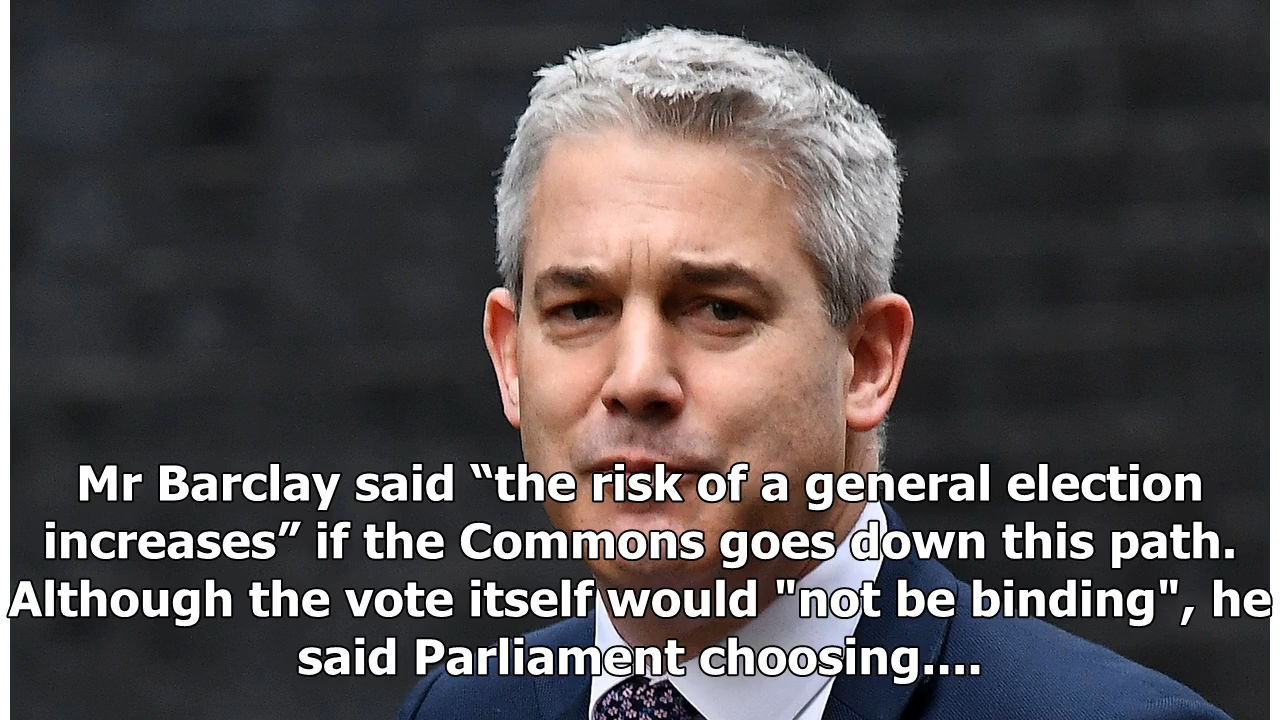 Mr Barclay said “the risk of a general election
increases” if the Commons goes down this path.
Although the vote itself would "not be binding", he
said Parliament choosing....